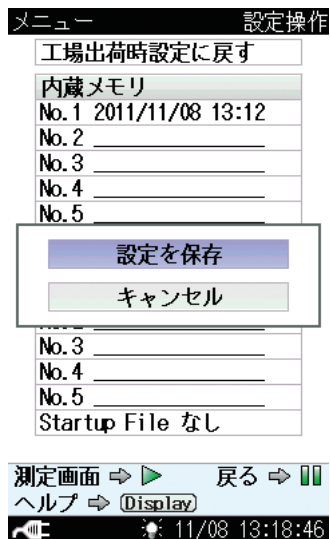 メニュー 設定操作
工場出荷時設定に戻す
内蔵メモリ
No.1 2011/11/08 13:12
No.2
No.3
No.4
No.5
設定を保存
キャンセル
No.3
No.4
No.5
Startup File なし
測定画面 ⇨ ▷ 戻る ⇨
ヘルプ ⇨ Display
11/08 13:18:46